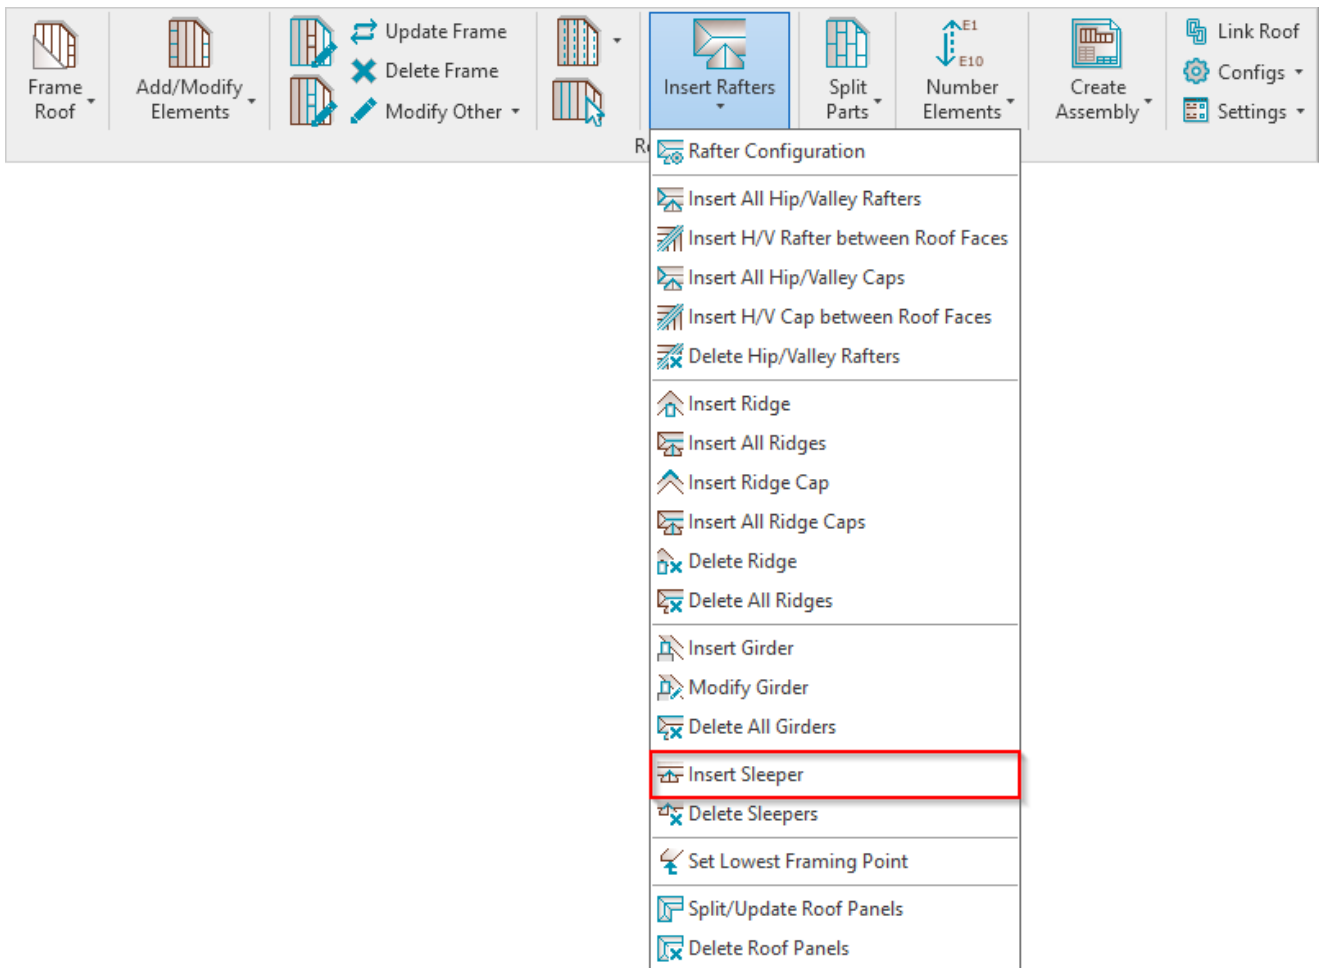 Frame
Roof
Add/Modify
Elements
Update Frame
Delete Frame
Modify Other
Insert Rafters
Split
Parts
E1
E10
Number
Elements
Create
Assembly
Link Roof
Configs
Settings
Rafter Configuration
Insert All Hip/Valley Rafters
Insert H/V Rafter between Roof Faces
Insert All Hip/Valley Caps
Insert H/V Cap between Roof Faces
Delete Hip/Valley Rafters
Insert Ridge
Insert All Ridges
Insert Ridge Cap
Insert All Ridge Caps
Delete Ridge
Delete All Ridges
Insert Girder
Modify Girder
Delete All Girders
Insert Sleeper
Delete Sleepers
Set Lowest Framing Point
Split/Update Roof Panels
Delete Roof Panels